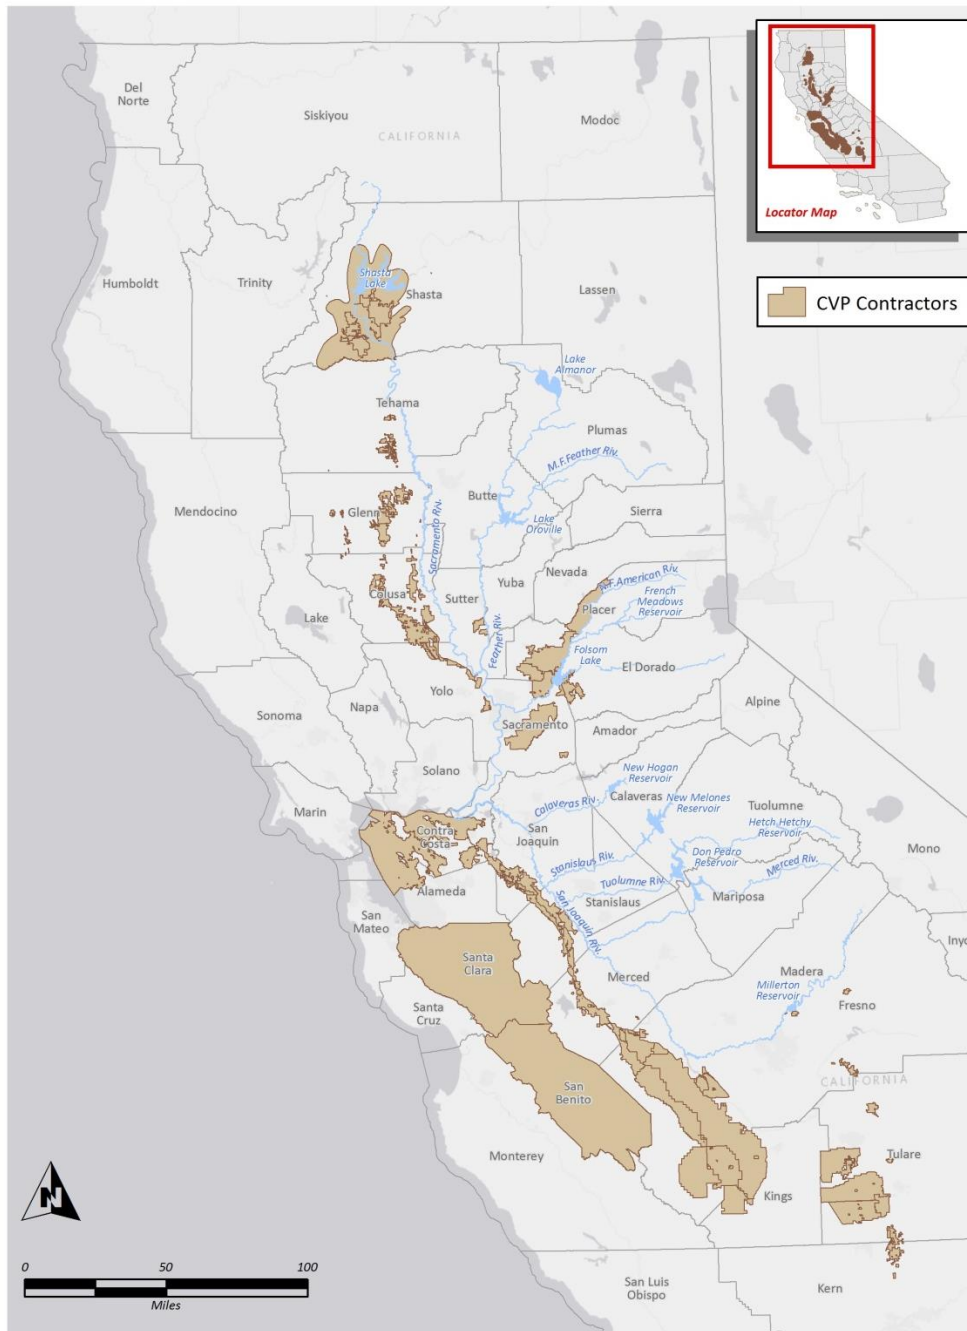 Del
Norte
Siskiyou
CALIFORNIA
Modoc
Locator Map
CVP Contractors
Humboldt
Trinity
Shasta
Lake
Shasta
Lassen
Lake
Almanor
Tehama
Plumas
M.F.Feather Riv.
Mendocino
Glenn
Sacramento Riv.
Butte
Lake
Oroville
Sierra
Lake
Colusa
Sutter
Yuba
Nevada
N.F.American Riv.
Placer
French
Meadows
Reservoir
Feather Riv.
Folsom
Lake
El Dorado
Yolo
Sonoma
Napa
Sacramento
Alpine
Amador
Solano
New Hogan
Reservoir
Marin
Calaveras Riv.
Calaveras
New Melones
Reservoir
Tuolumne
Hetch Hetchy
Reservoir
Contra
Costa
San
Joaquin
Don Pedro
Reservoir
Mono
Stanislaus Riv.
Merced Riv.
Alameda
Tuolumne Riv.
Mariposa
San
Mateo
San Joaquin Riv.
Stanislaus
Inyo
Santa
Clara
Merced
Madera
Millerton
Reservoir
Fresno
Santa
Cruz
CALIFORNIA
San
Benito
Monterey
Tulare
Kings
N
0 50 100
Miles
San Luis
Obispo
Kern